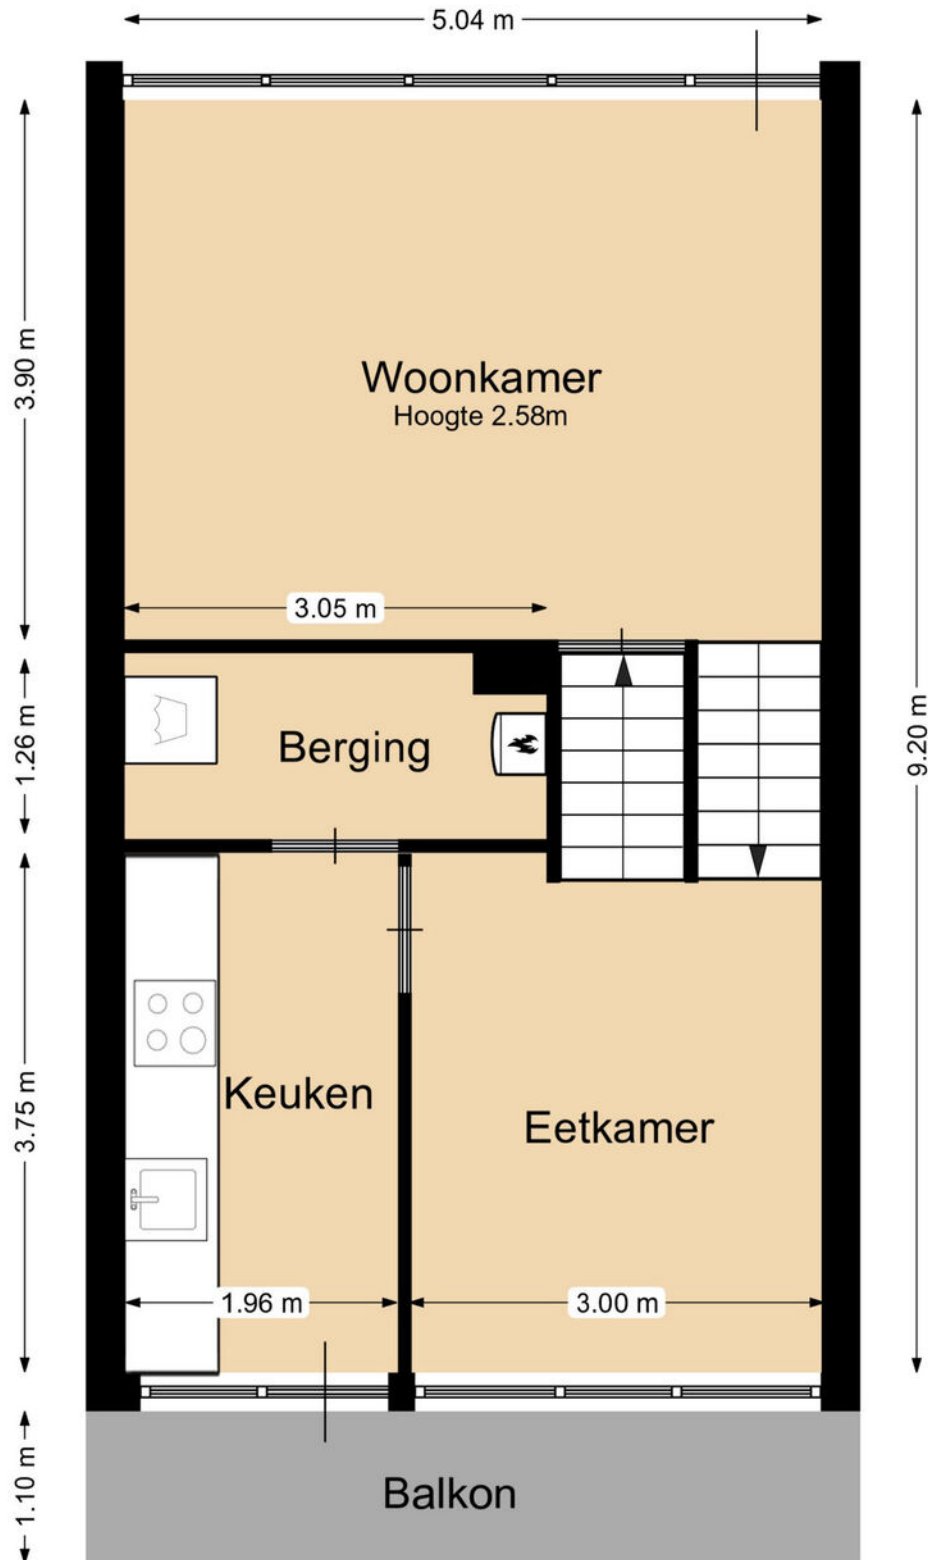 5.04 m
3.90 m
Woonkamer
Hoogte 2.58m
3.05 m
1.26 m
Berging
9.20 m
3.75 m
Keuken
Eetkamer
1.96 m
3.00 m
1.10 m
Balkon